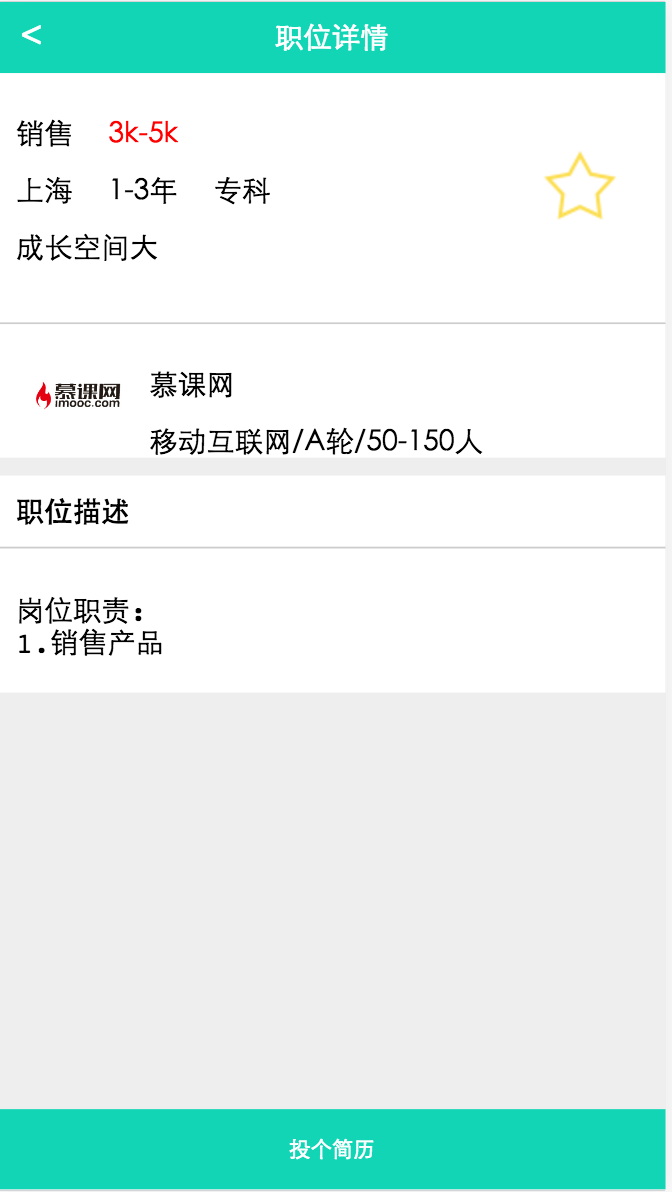 <
职位详情
销售 3k-5k
上海 1-3年 专科
成长空间大
慕课网
imooc.com
慕课网
移动互联网/A轮/50-150人
职位描述
岗位职责：
1.销售产品
投个简历